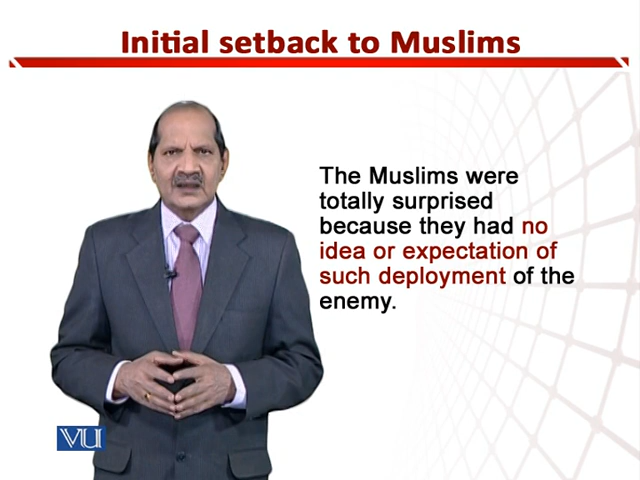 Initial setback to Muslims
The Muslims were
totally surprised
because they had no
idea or expectation of
such deployment of the
enemy.
VU